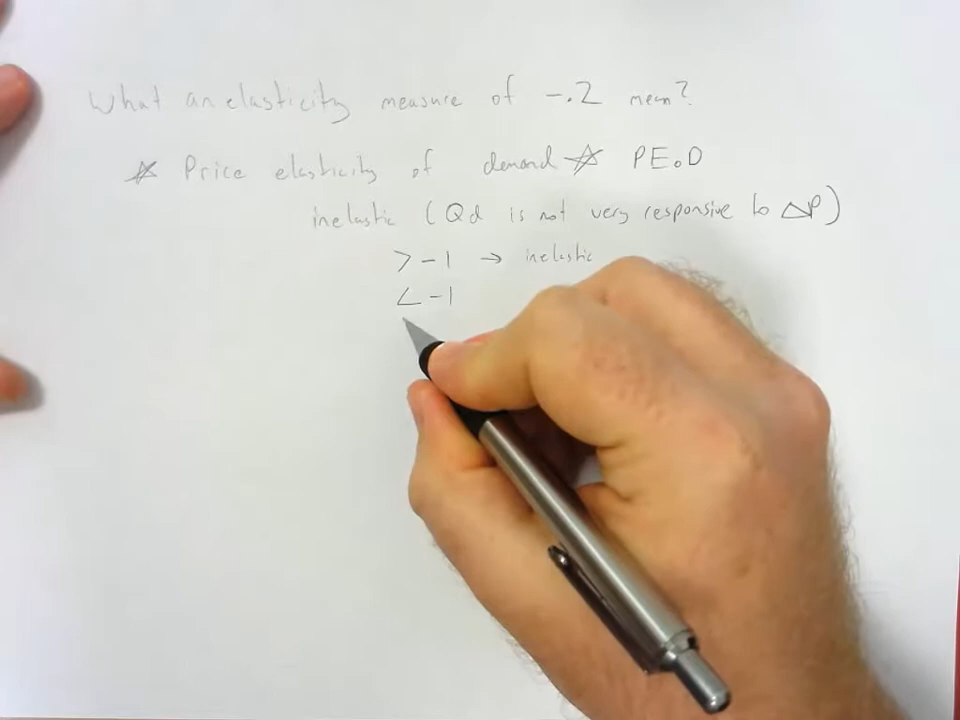 What an elasticity measure of -.2 mean?
☆ Price elasticity of demand ☆ PEoD
inelastic (Qd is not very responsive to ΔP)
> -1 → inelastic
< -1